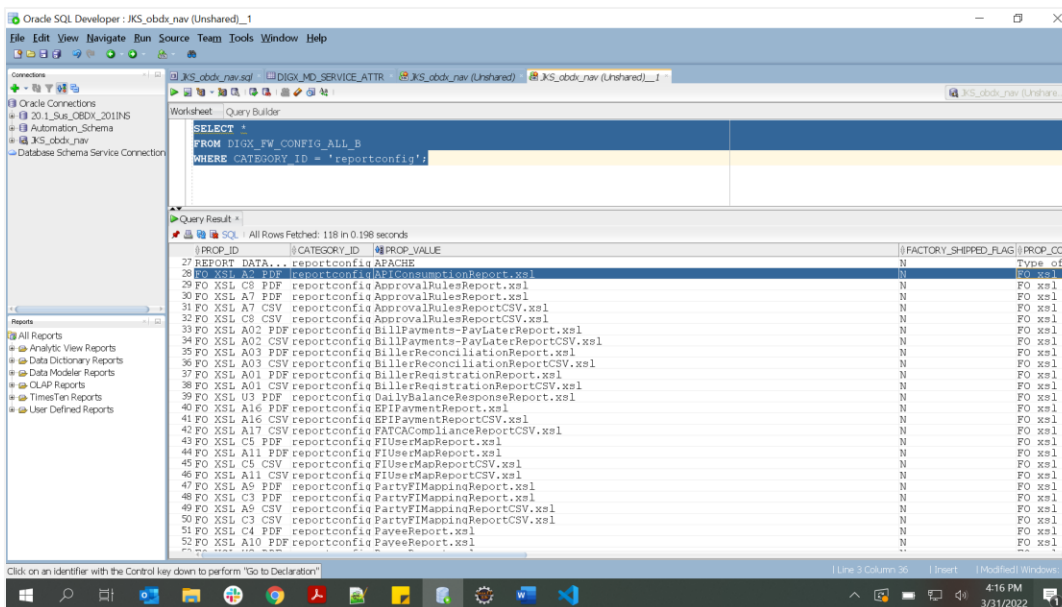 Oracle SQL Developer : JKS_obdx_nav (Unshared)__1
File Edit View Navigate Run Source Team Tools Window Help
Connections
Oracle Connections
20.1_Sus_OBDX_201INS
Automation_Schema
JKS_obdx_nav
Database Schema Service Connection
Reports
All Reports
Analytic View Reports
Data Dictionary Reports
Data Modeler Reports
OLAP Reports
TimesTen Reports
User Defined Reports
JKS_obdx_nav.sql DIGX_MD_SERVICE_ATTR JKS_obdx_nav (Unshared) JKS_obdx_nav (Unshared)__1
JKS_obdx_nav (Unshare...
Worksheet Query Builder
SELECT *
FROM DIGX_FW_CONFIG_ALL_B
WHERE CATEGORY_ID = 'reportconfig';
Query Result
SQL All Rows Fetched: 118 in 0.198 seconds
PROP_ID CATEGORY_ID PROP_VALUE FACTORY_SHIPPED_FLAG PROP_CO
27 REPORT DATA... reportconfig APACHE N Type of
28 FO XSL A2 PDF reportconfig APIConsumptionReport.xsl N FO xsl
29 FO XSL C8 PDF reportconfig ApprovalRulesReport.xsl N FO xsl
30 FO XSL A7 PDF reportconfig ApprovalRulesReport.xsl N FO xsl
31 FO XSL A7 CSV reportconfig ApprovalRulesReportCSV.xsl N FO xsl
32 FO XSL C8 CSV reportconfig ApprovalRulesReportCSV.xsl N FO xsl
33 FO XSL A02 PDF reportconfig BillPayments-PayLaterReport.xsl N FO xsl
34 FO XSL A02 CSV reportconfig BillPayments-PayLaterReportCSV.xsl N FO xsl
35 FO XSL A03 PDF reportconfig BillerReconciliationReport.xsl N FO xsl
36 FO XSL A03 CSV reportconfig BillerReconciliationReportCSV.xsl N FO xsl
37 FO XSL A01 PDF reportconfig BillerRegistrationReport.xsl N FO xsl
38 FO XSL A01 CSV reportconfig BillerRegistrationReportCSV.xsl N FO xsl
39 FO XSL U3 PDF reportconfig DailyBalanceResponseReport.xsl N FO xsl
40 FO XSL A16 PDF reportconfig EPIPaymentReport.xsl N FO xsl
41 FO XSL A16 CSV reportconfig EPIPaymentReportCSV.xsl N FO xsl
42 FO XSL A17 CSV reportconfig FATCAComplianceReportCSV.xsl N FO xsl
43 FO XSL C5 PDF reportconfig FIUserMapReport.xsl N FO xsl
44 FO XSL A11 PDF reportconfig FIUserMapReport.xsl N FO xsl
45 FO XSL C5 CSV reportconfig FIUserMapReportCSV.xsl N FO xsl
46 FO XSL A11 CSV reportconfig FIUserMapReportCSV.xsl N FO xsl
47 FO XSL A9 PDF reportconfig PartyFIMappingReport.xsl N FO xsl
48 FO XSL C3 PDF reportconfig PartyFIMappingReport.xsl N FO xsl
49 FO XSL A9 CSV reportconfig PartyFIMappingReportCSV.xsl N FO xsl
50 FO XSL C3 CSV reportconfig PartyFIMappingReportCSV.xsl N FO xsl
51 FO XSL C4 PDF reportconfig PayeeReport.xsl N FO xsl
52 FO XSL A10 PDF reportconfig PayeeReport.xsl N FO xsl
Click on an identifier with the Control key down to perform "Go to Declaration"
Line 3 Column 36 Insert Modified Windows:
4:16 PM
3/31/2022